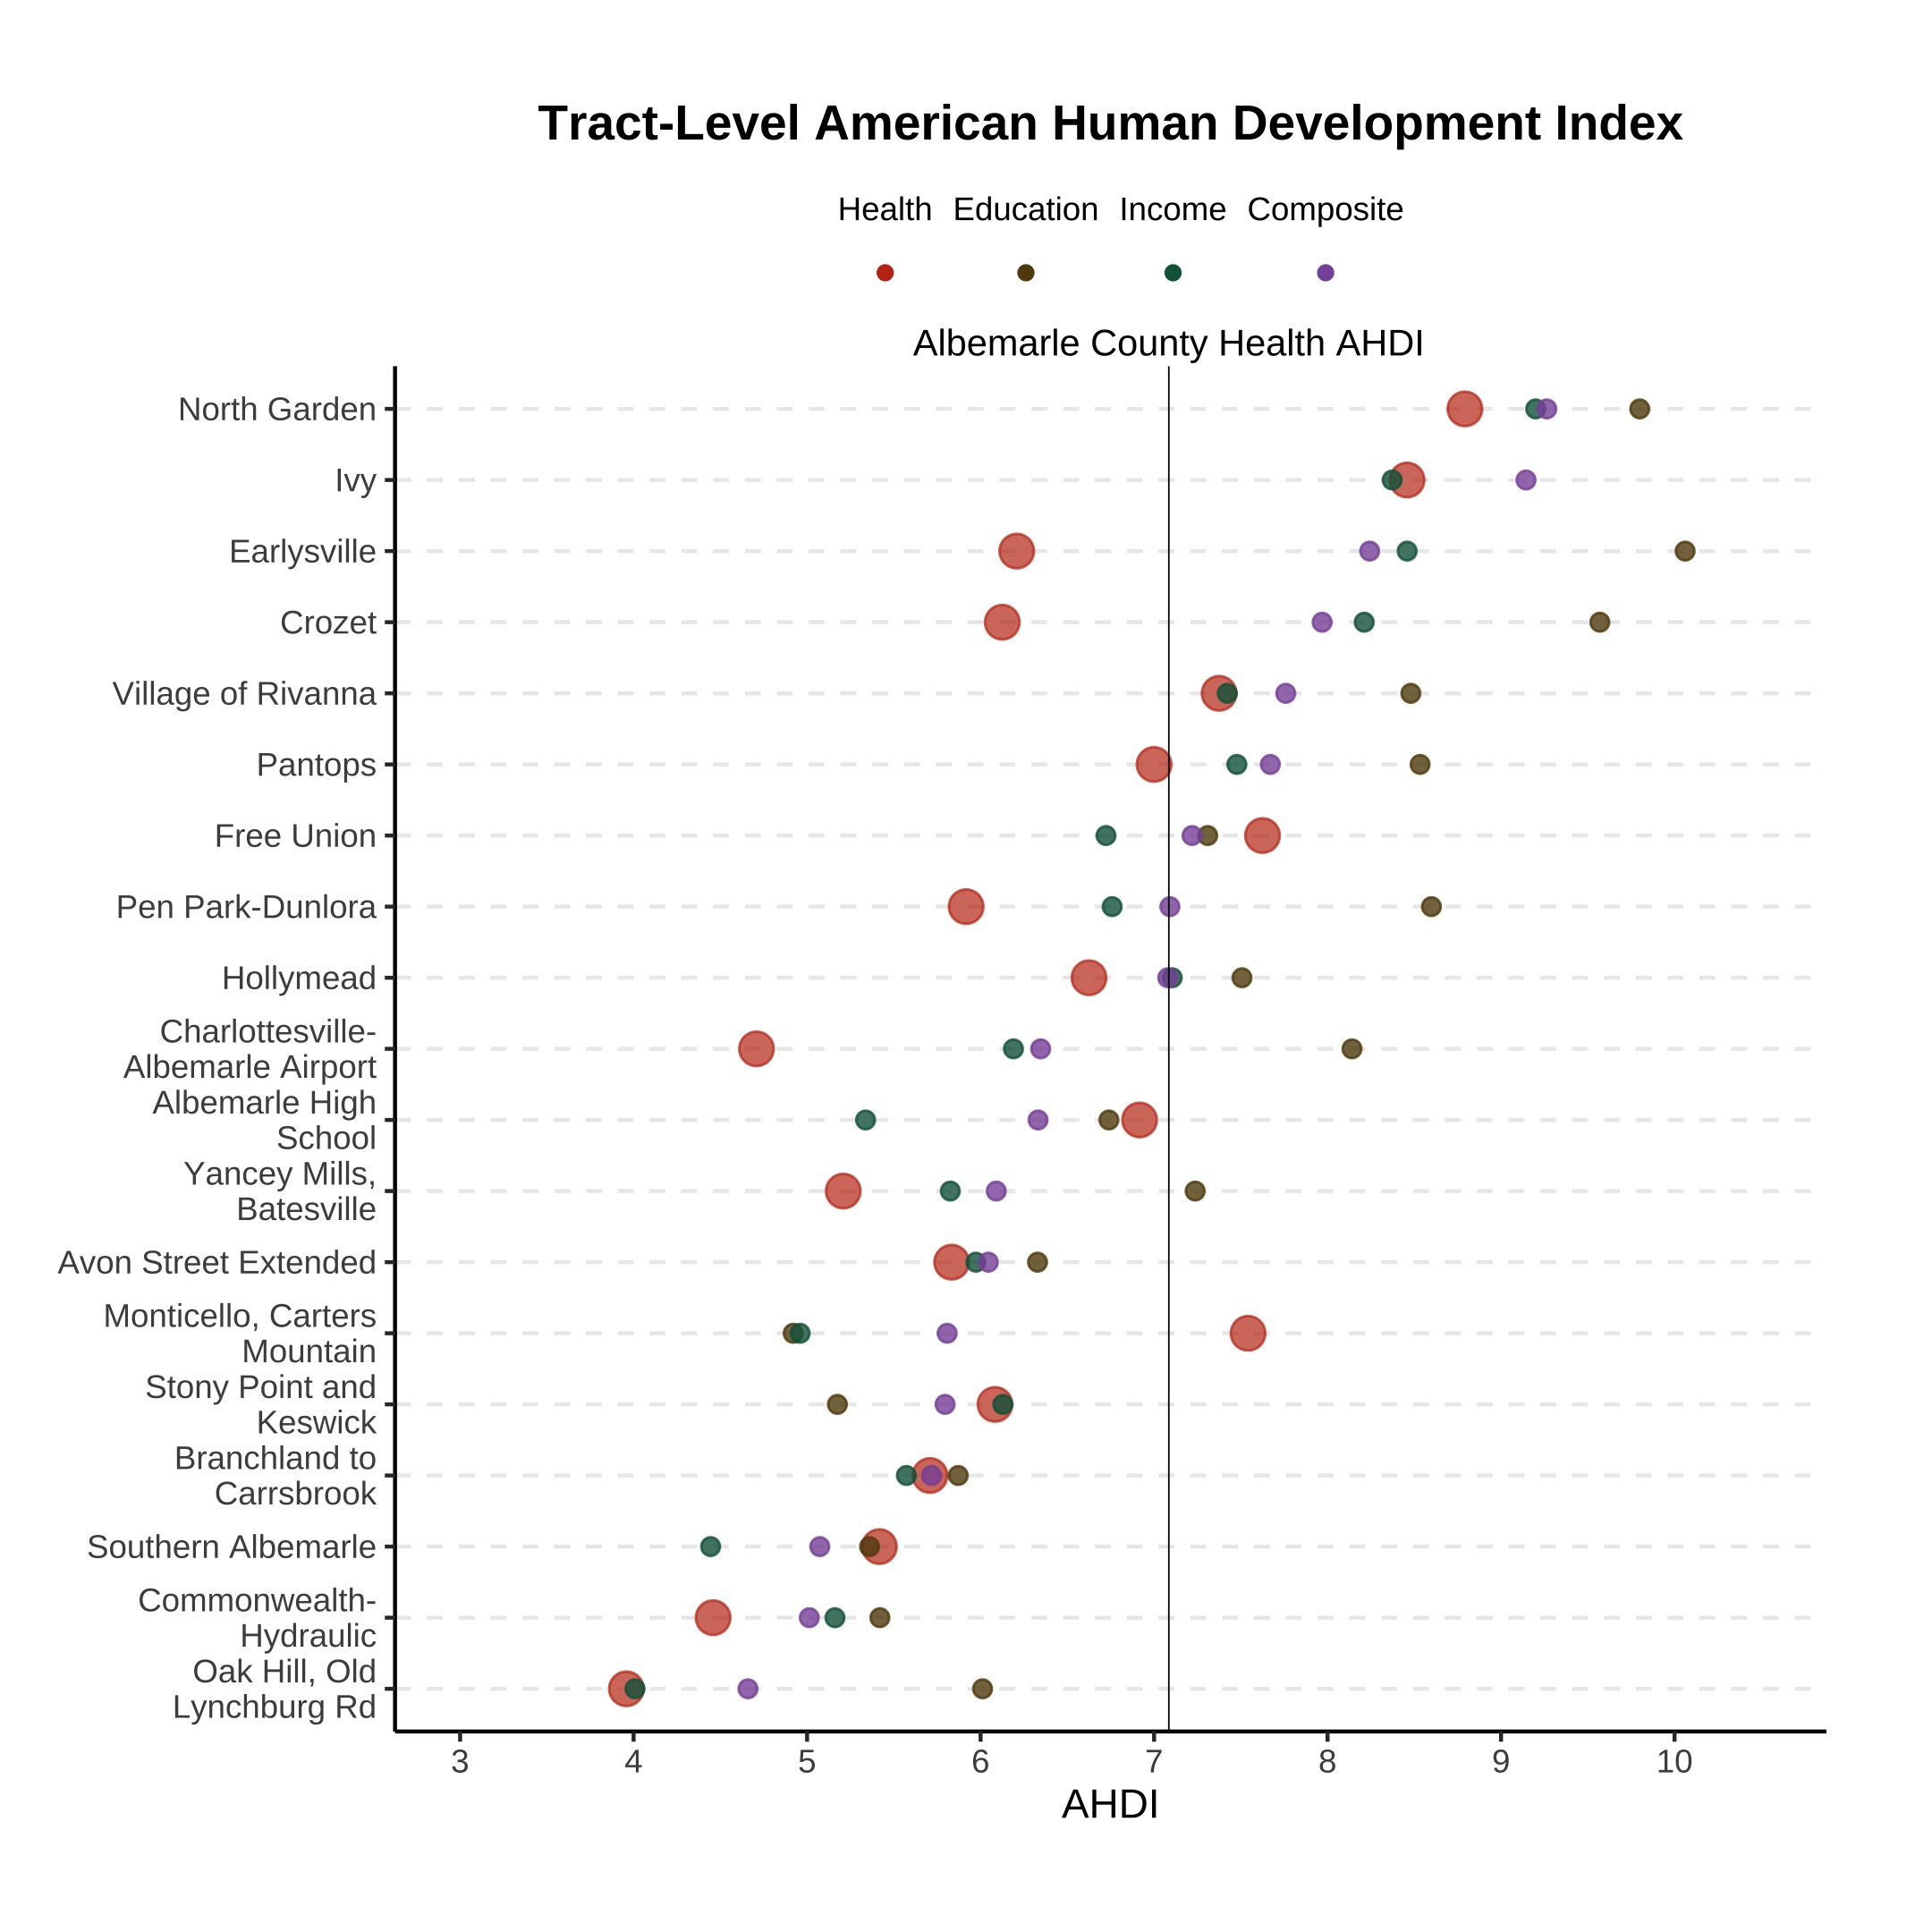 Tract-Level American Human Development Index
Health Education Income Composite
Albemarle County Health AHDI
North Garden
Ivy
Earlysville
Crozet
Village of Rivanna
Pantops
Free Union
Pen Park-Dunlora
Hollymead
Charlottesville-
Albemarle Airport
Albemarle High
School
Yancey Mills,
Batesville
Avon Street Extended
Monticello, Carters
Mountain
Stony Point and
Keswick
Branchland to
Carrsbrook
Southern Albemarle
Commonwealth-
Hydraulic
Oak Hill, Old
Lynchburg Rd
3 4 5 6 7 8 9 10
AHDI